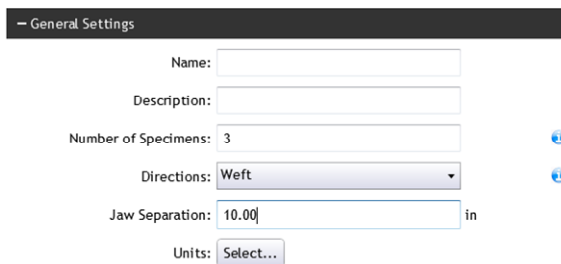 – General Settings
Name:
Description:
Number of Specimens: 3
Directions: Weft
Jaw Separation: 10.00 in
Units: Select...